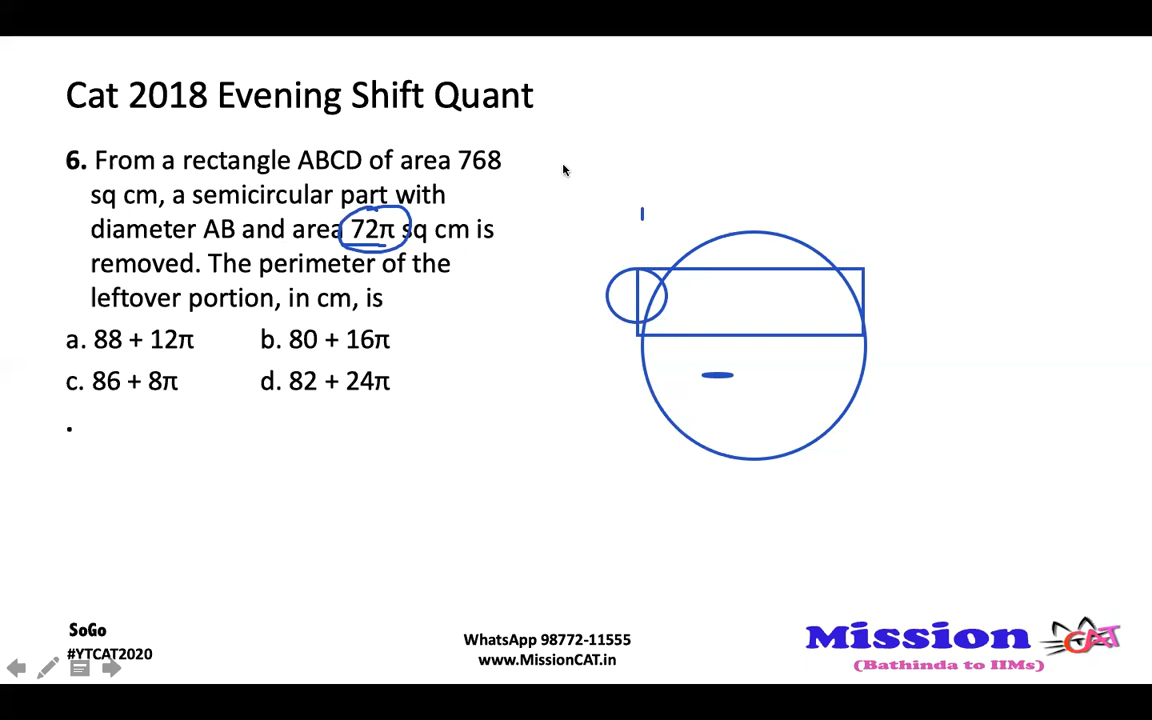 Cat 2018 Evening Shift Quant
6. From a rectangle ABCD of area 768
sq cm, a semicircular part with
diameter AB and area 72π sq cm is
removed. The perimeter of the
leftover portion, in cm, is
a. 88 + 12π b. 80 + 16π
c. 86 + 8π d. 82 + 24π
.
SoGo
#YTCAT2020
WhatsApp 98772-11555
www.MissionCAT.in
Mission CAT
(Bathinda to IIMs)